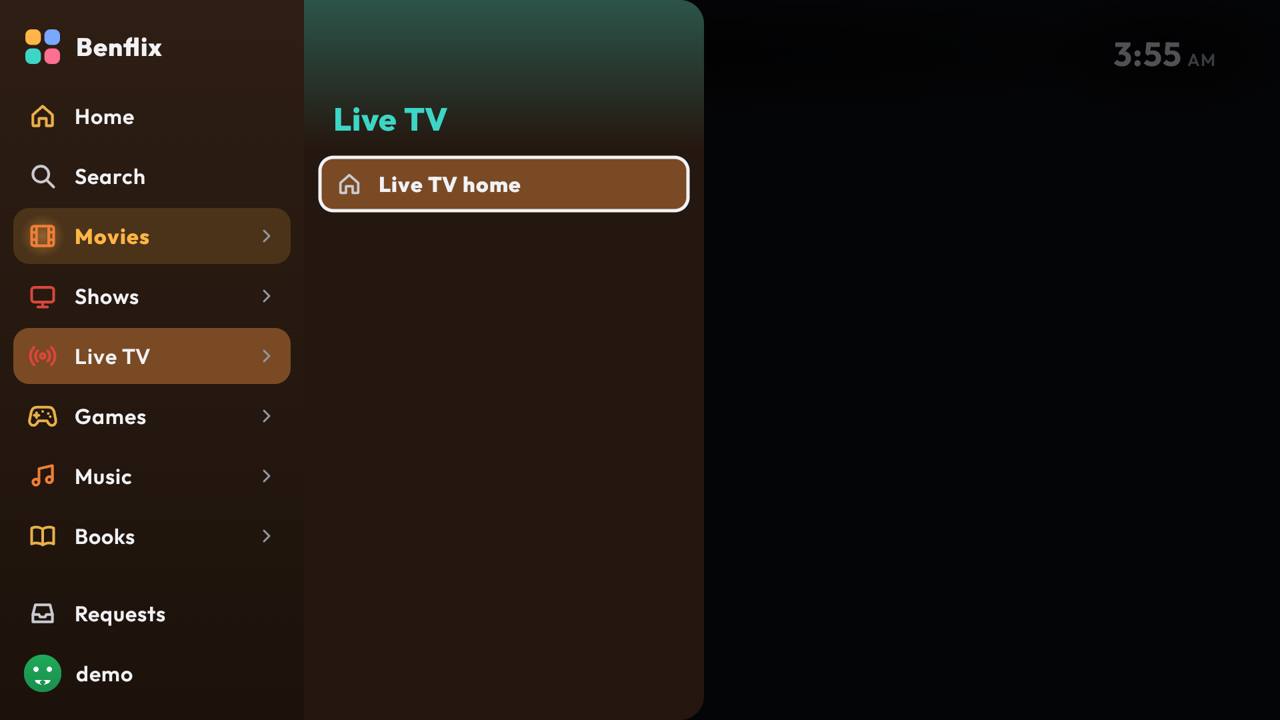 Benflix
Home
Search
Movies
Shows
Live TV
Games
Music
Books
Requests
demo
Live TV
Live TV home
3:55 AM